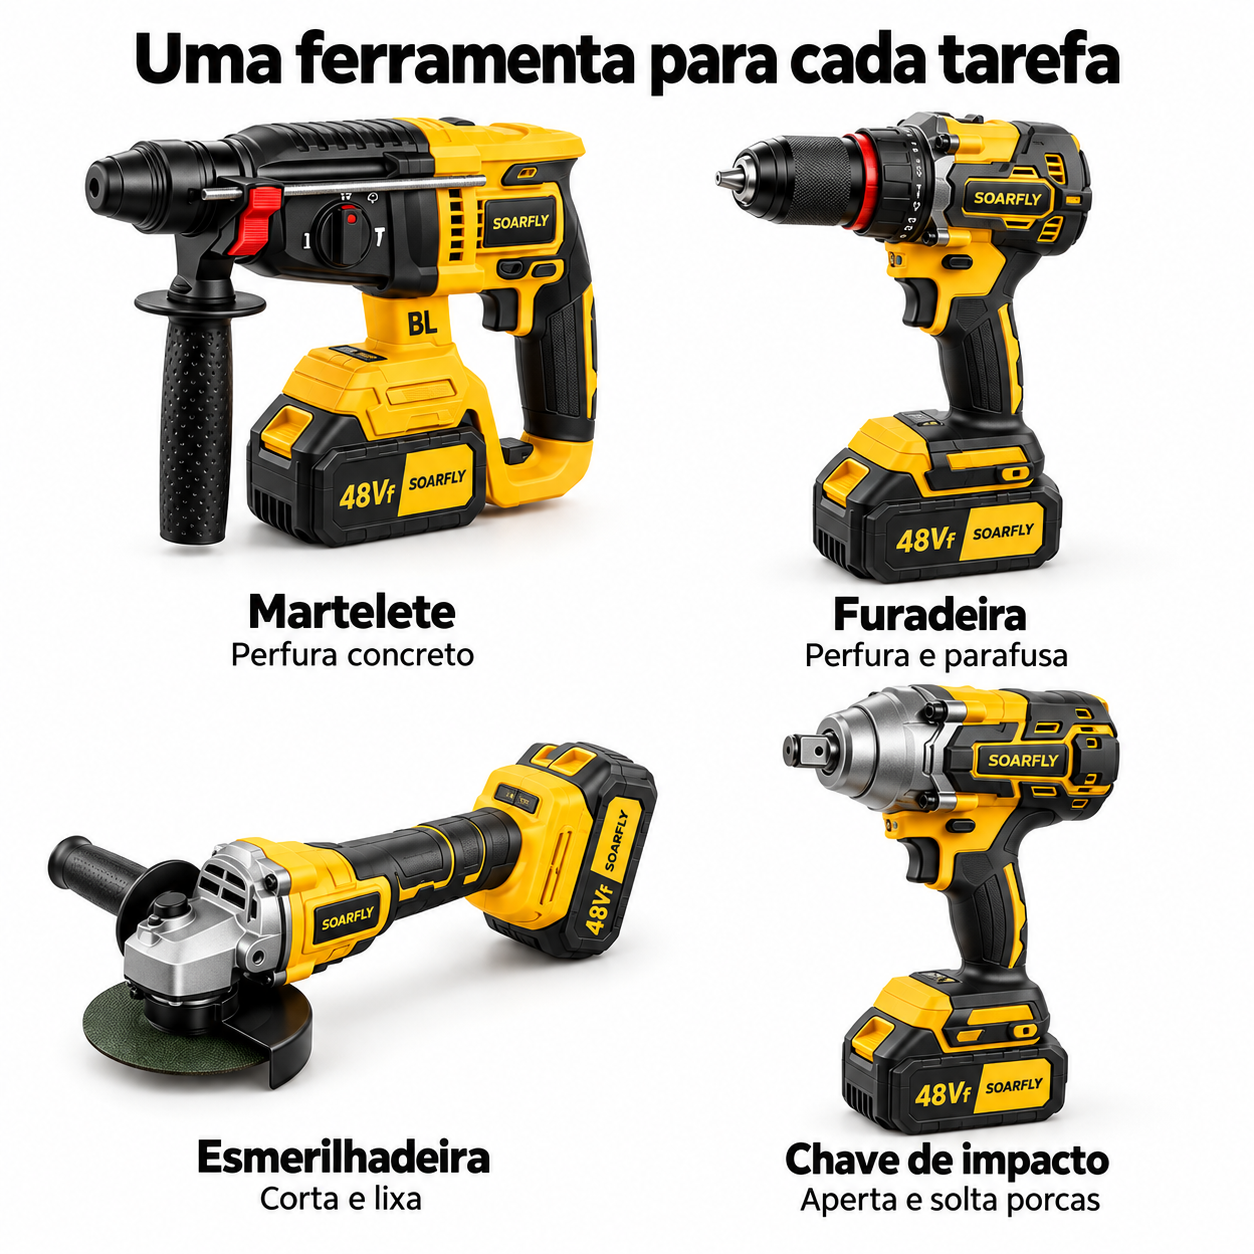 Uma ferramenta para cada tarefa
SOARFLY
BL
48Vf SOARFLY
Martelete
Perfura concreto
SOARFLY
48Vf SOARFLY
Furadeira
Perfura e parafusa
SOARFLY
48Vf SOARFLY
Esmerilhadeira
Corta e lixa
SOARFLY
48Vf SOARFLY
Chave de impacto
Aperta e solta porcas